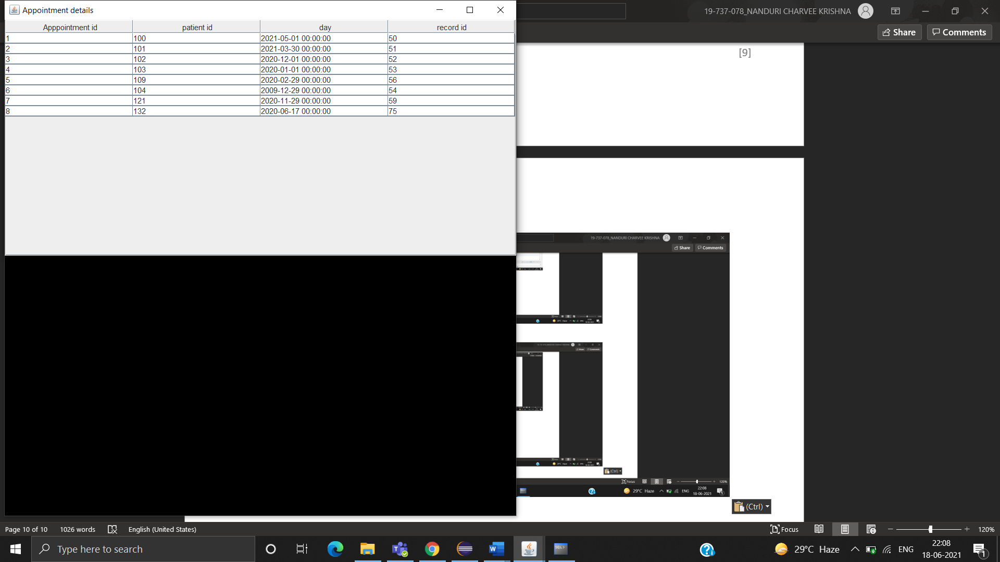 Appointment details
19-737-078_NANDURI CHARVEE KRISHNA
Share
Comments
Apppointment id patient id day record id
1 100 2021-05-01 00:00:00 50
2 101 2021-03-30 00:00:00 51
3 102 2020-12-01 00:00:00 52
4 103 2020-01-01 00:00:00 53
5 109 2020-02-29 00:00:00 56
6 104 2009-12-29 00:00:00 54
7 121 2020-11-29 00:00:00 59
8 132 2020-06-17 00:00:00 75
[9]
19-737-078_NANDURI CHARVEE KRISHNA
Share Comments
(Ctrl)
Focus 120%
29°C Haze ENG 22:08
18-06-2021
(Ctrl)
Page 10 of 10 1026 words English (United States) Focus 120%
Type here to search
SQL>
29°C Haze ENG 22:08
18-06-2021
1